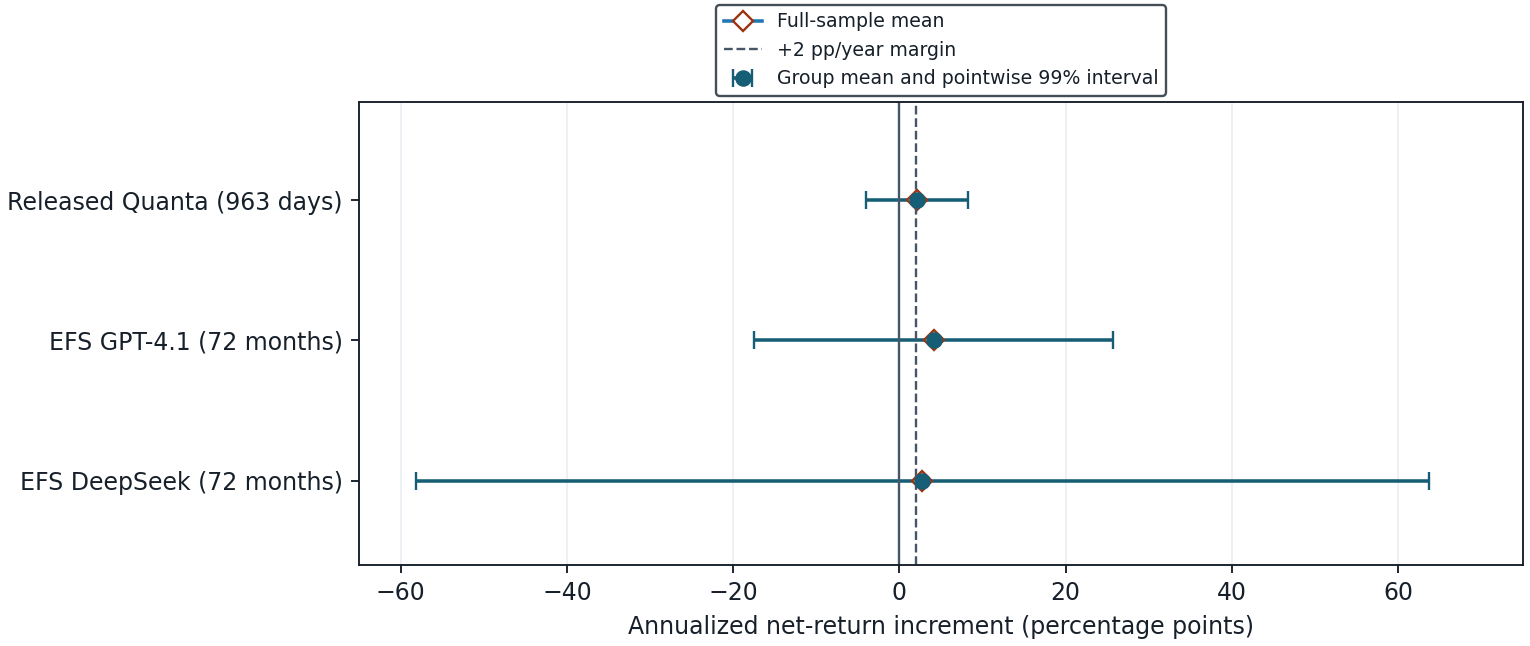 Full-sample mean
+2 pp/year margin
Group mean and pointwise 99% interval
Released Quanta (963 days)
EFS GPT-4.1 (72 months)
EFS DeepSeek (72 months)
−60 −40 −20 0 20 40 60
Annualized net-return increment (percentage points)